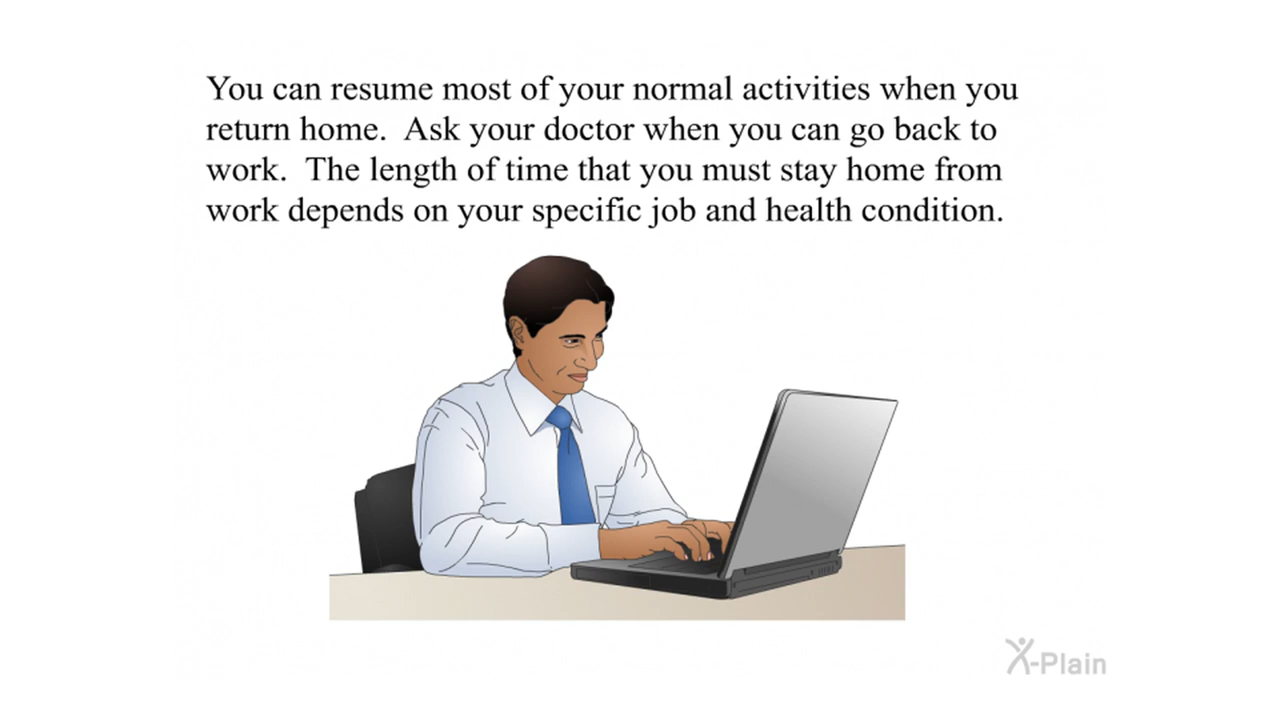 You can resume most of your normal activities when you
return home.  Ask your doctor when you can go back to
work.  The length of time that you must stay home from
work depends on your specific job and health condition.
X-Plain